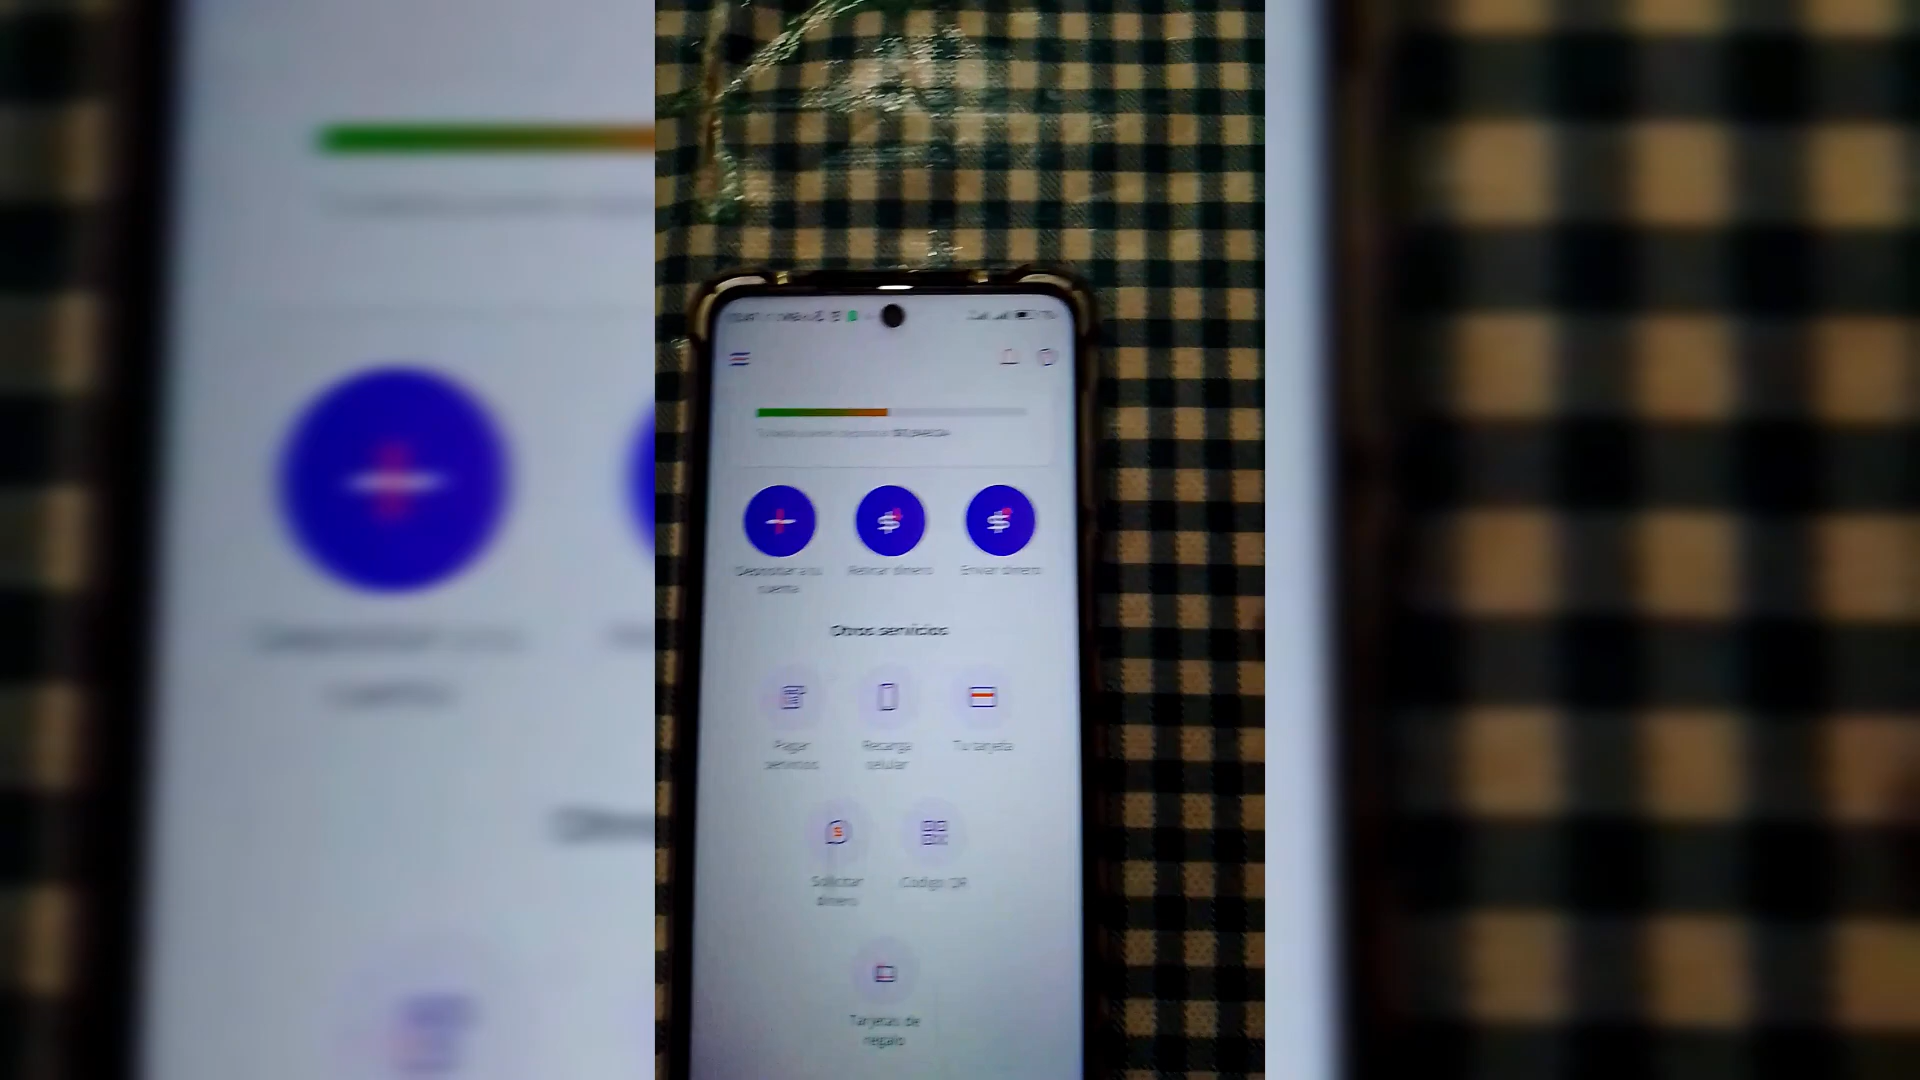 Depositar a tu
cuenta
Retirar dinero
Enviar dinero
Otros servicios
Pagar
servicios
Recarga
celular
Tu tarjeta
Solicitar
dinero
Código QR
Tarjetas de
regalo